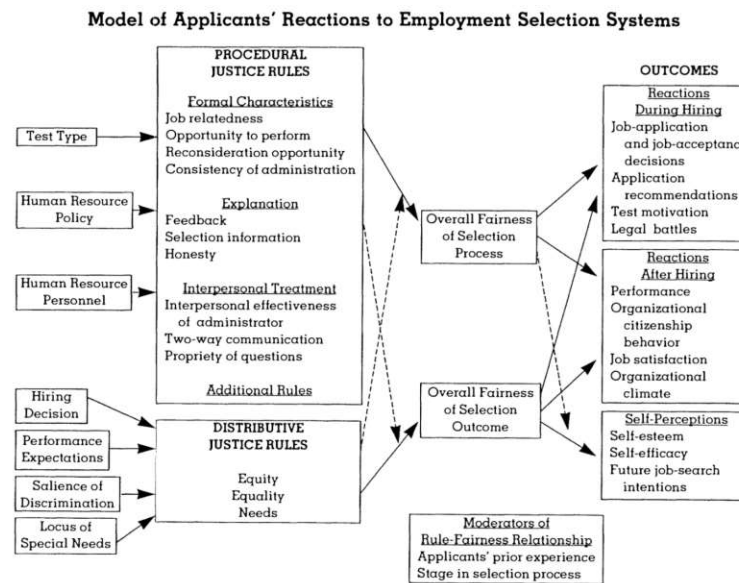 Model of Applicants' Reactions to Employment Selection Systems
PROCEDURAL
JUSTICE RULES
Formal Characteristics
Job relatedness
Opportunity to perform
Reconsideration opportunity
Consistency of administration
Explanation
Feedback
Selection information
Honesty
Interpersonal Treatment
Interpersonal effectiveness
of administrator
Two-way communication
Propriety of questions
Additional Rules
Test Type
Human Resource
Policy
Human Resource
Personnel
Hiring
Decision
Performance
Expectations
Salience of
Discrimination
Locus of
Special Needs
DISTRIBUTIVE
JUSTICE RULES
Equity
Equality
Needs
Overall Fairness
of Selection
Process
Overall Fairness
of Selection
Outcome
OUTCOMES
Reactions
During Hiring
Job-application
and job-acceptanc
decisions
Application
recommendations
Test motivation
Legal battles
Reactions
After Hiring
Performance
Organizational
citizenship
behavior
Job satisfaction
Organizational
climate
Self-Perceptions
Self-esteem
Self-efficacy
Future job-search
intentions
Moderators of
Rule-Fairness Relationship
Applicants' prior experience
Stage in selection process